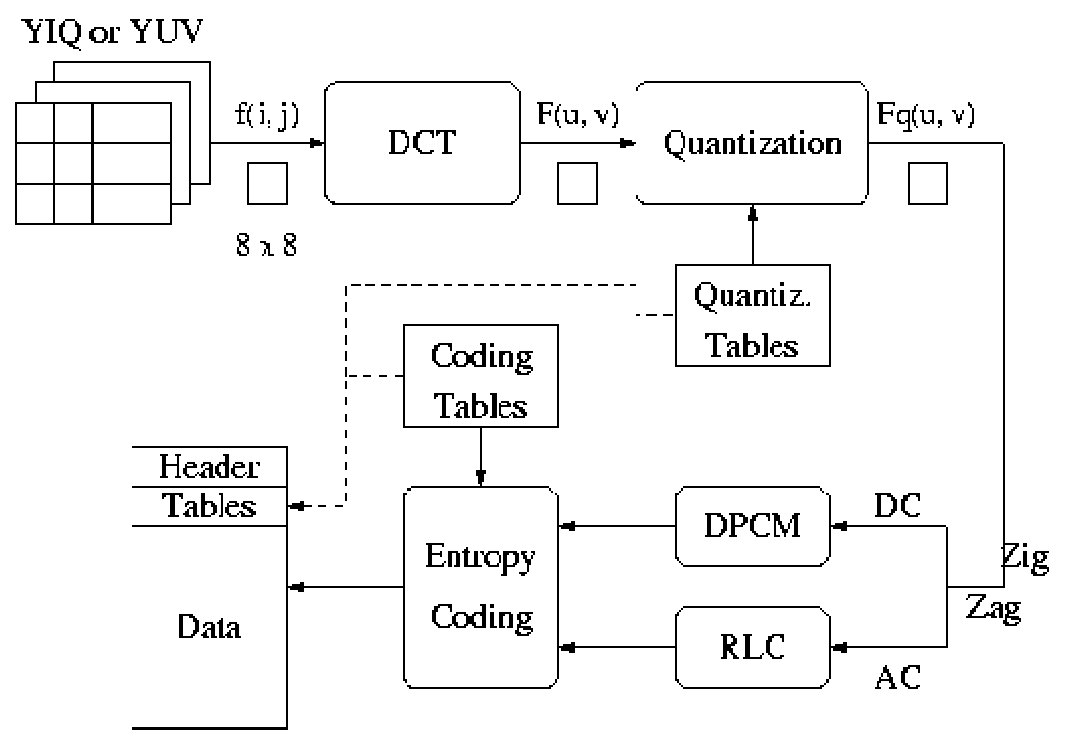 YIQ or YUV
f(i, j)
DCT
F(u, v)
Quantization
Fq(u, v)
8 x 8
Quantiz.
Tables
Coding
Tables
Header
Tables
Data
Entropy
Coding
DPCM
DC
RLC
AC
Zig
Zag